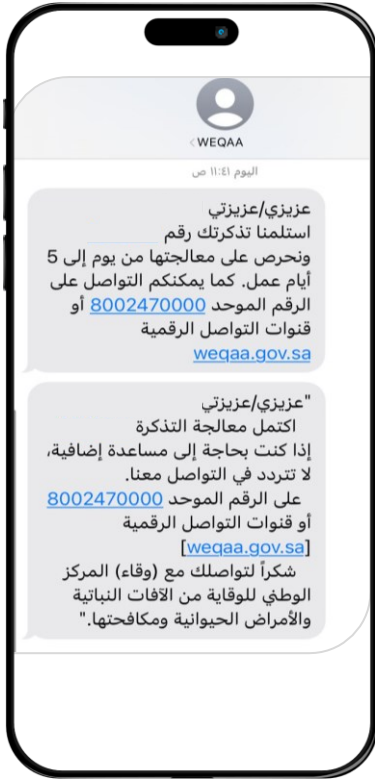 WEQAA
اليوم ١١:٤١ ص
عزيزي/عزيزتي
استلمنا تذكرتك رقم
ونحرص على معالجتها من يوم إلى 5
أيام عمل. كما يمكنكم التواصل على
الرقم الموحد 8002470000 أو
قنوات التواصل الرقمية
weqaa.gov.sa
"عزيزي/عزيزتي
اكتمل معالجة التذكرة
إذا كنت بحاجة إلى مساعدة إضافية،
لا تتردد في التواصل معنا.
على الرقم الموحد 8002470000
أو قنوات التواصل الرقمية
[weqaa.gov.sa]
شكراً لتواصلك مع (وقاء) المركز
الوطني للوقاية من الآفات النباتية
والأمراض الحيوانية ومكافحتها."